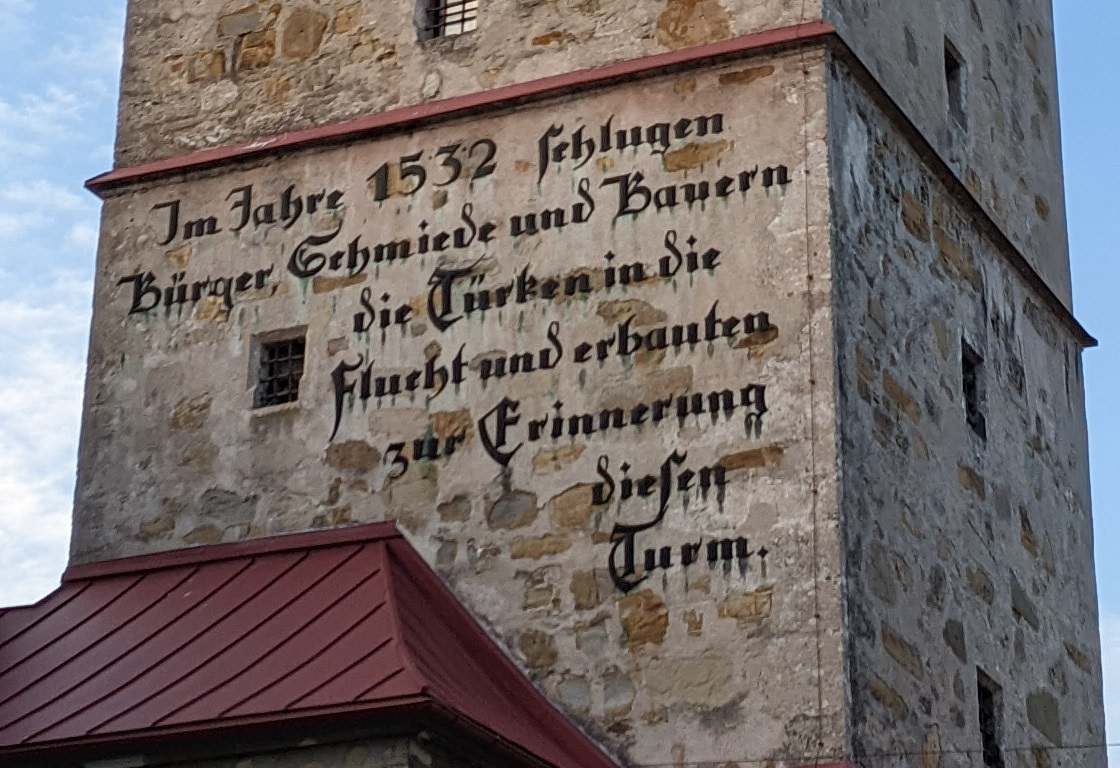 Im Jahre 1532 schlugen
Bürger, Schmiede und Bauern
die Türken in die
Flucht und erbauten
zur Erinnerung
diesen
Turm.